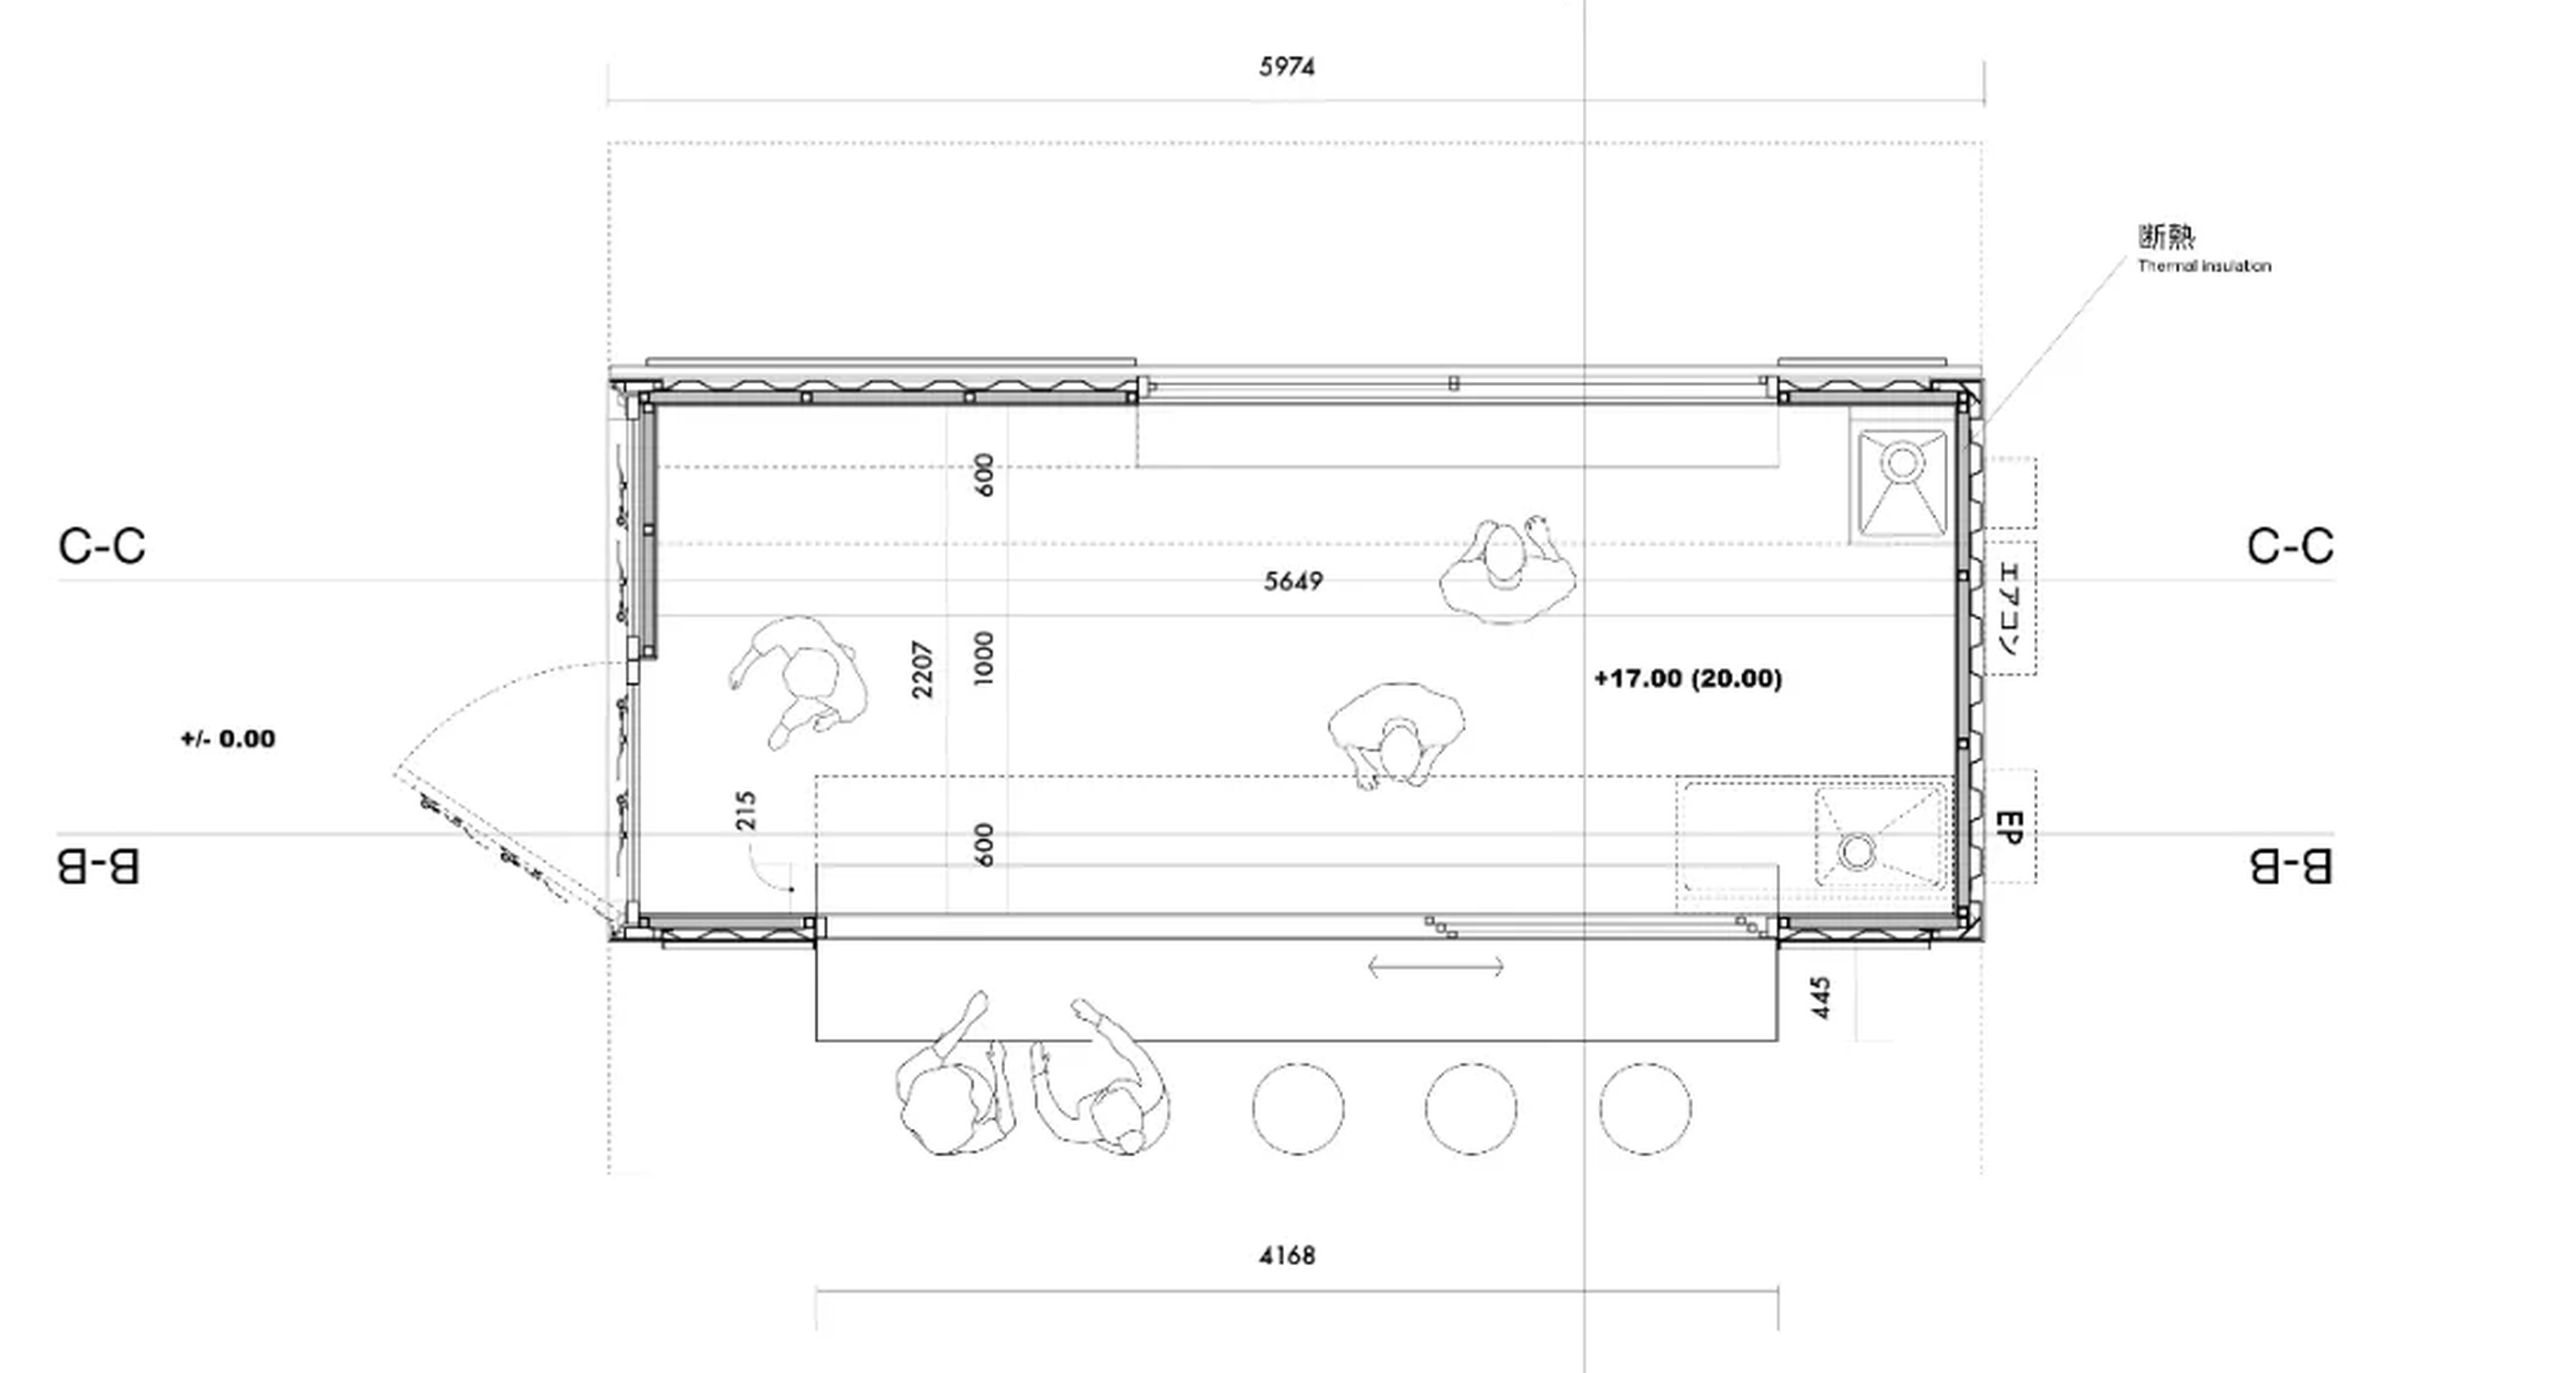 5974
断熱
Thermal insulation
600
C-C
C-C
5649
エアコン
2207
1000
+17.00 (20.00)
+/- 0.00
215
600
EP
B-B
B-B
445
4168